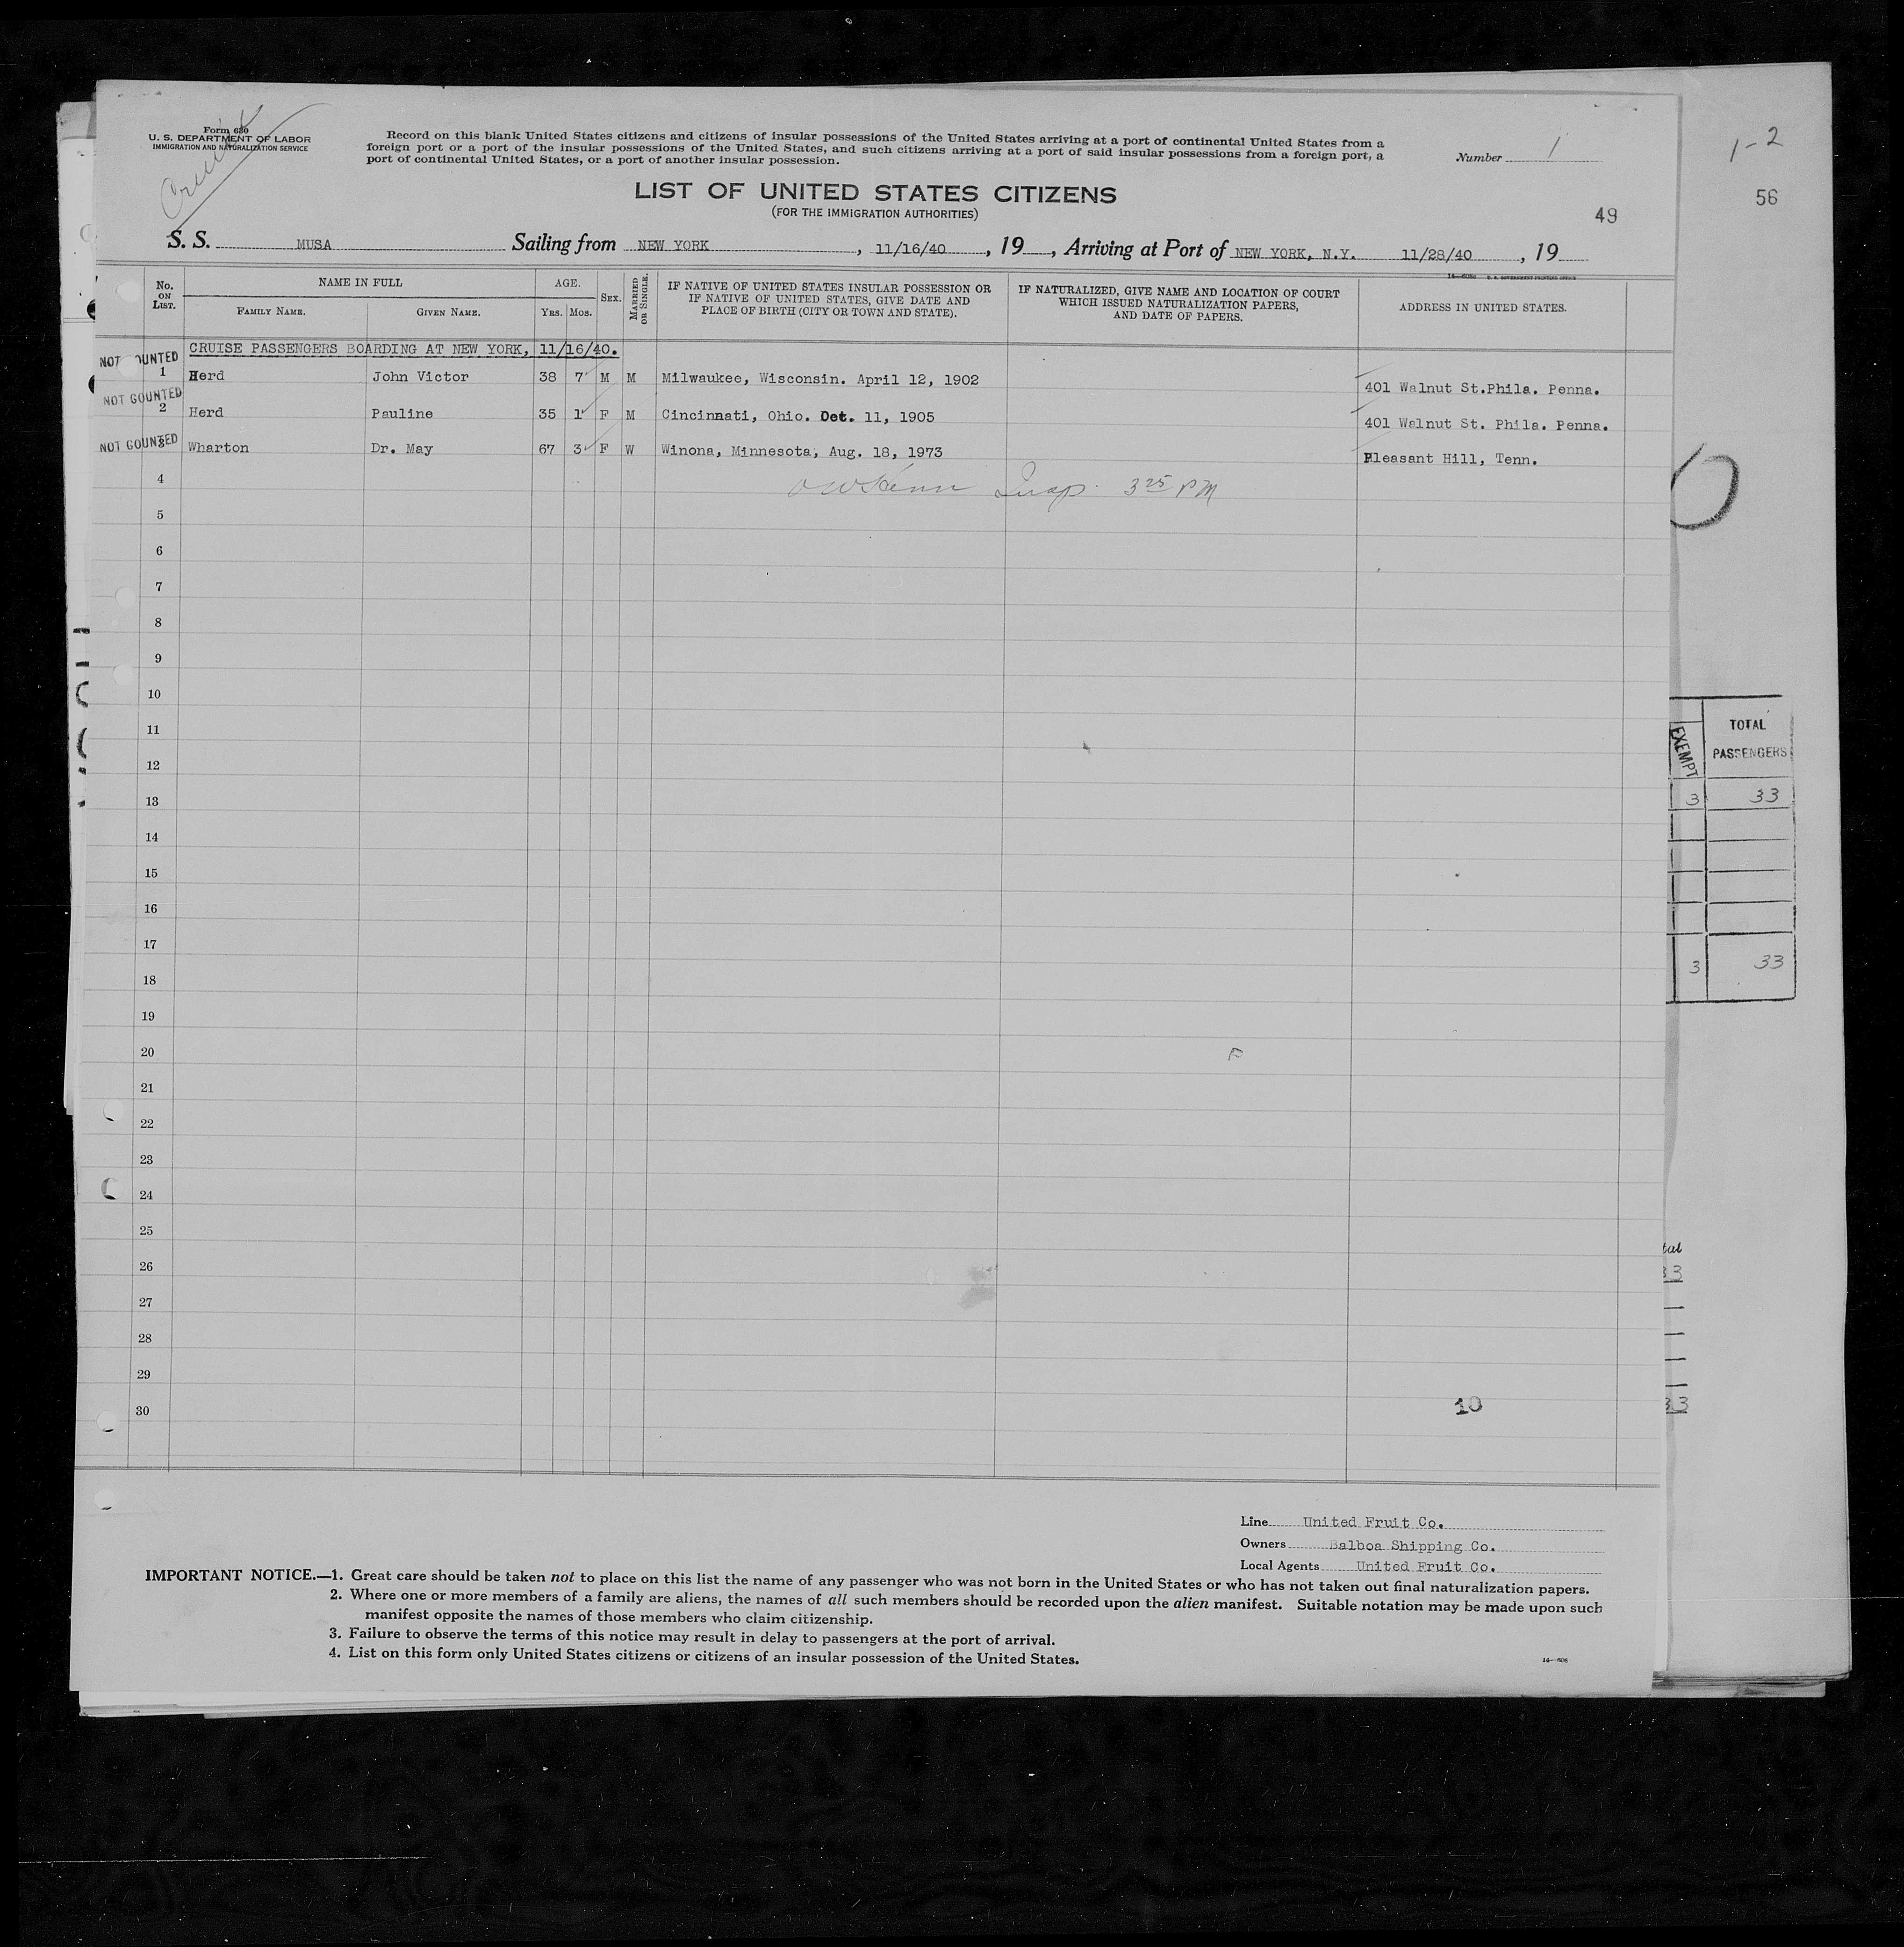 Cruise
Form 630
U. S. DEPARTMENT OF LABOR
IMMIGRATION AND NATURALIZATION SERVICE
Record on this blank United States citizens and citizens of insular possessions of the United States arriving at a port of continental United States from a
foreign port or a port of the insular possessions of the United States, and such citizens arriving at a port of said insular possessions from a foreign port, a
port of continental United States, or a port of another insular possession.
Number 1
1-2
56
LIST OF UNITED STATES CITIZENS
(FOR THE IMMIGRATION AUTHORITIES)
49
S. S. MUSA Sailing from NEW YORK, 11/16/40, 19, Arriving at Port of NEW YORK, N.Y. 11/28/40, 19
No. ON LIST. NAME IN FULL FAMILY NAME. GIVEN NAME. AGE. YRS. MOS. SEX. MARRIED OR SINGLE. IF NATIVE OF UNITED STATES INSULAR POSSESSION OR IF NATIVE OF UNITED STATES, GIVE DATE AND PLACE OF BIRTH (CITY OR TOWN AND STATE). IF NATURALIZED, GIVE NAME AND LOCATION OF COURT WHICH ISSUED NATURALIZATION PAPERS, AND DATE OF PAPERS. ADDRESS IN UNITED STATES.
CRUISE PASSENGERS BOARDING AT NEW YORK, 11/16/40.
NOT COUNTED 1 Herd John Victor 38 7 M M Milwaukee, Wisconsin. April 12, 1902 401 Walnut St.Phila. Penna.
NOT COUNTED 2 Herd Pauline 35 1 F M Cincinnati, Ohio. Oct. 11, 1905 401 Walnut St. Phila. Penna.
NOT COUNTED 3 Wharton Dr. May 67 3 F W Winona, Minnesota, Aug. 18, 1973 Pleasant Hill, Tenn.
4 Insp. 3 25 PM
5
6
7
8
9
10
11
12
13
14
15
16
17
18
19
20
21
22
23
24
25
26
27
28
29
30
10
EXEMPT TOTAL PASSENGERS
3 33
3 33
33
33
Line United Fruit Co.
Owners Balboa Shipping Co.
Local Agents United Fruit Co.
IMPORTANT NOTICE.—1. Great care should be taken not to place on this list the name of any passenger who was not born in the United States or who has not taken out final naturalization papers.
2. Where one or more members of a family are aliens, the names of all such members should be recorded upon the alien manifest. Suitable notation may be made upon such
manifest opposite the names of those members who claim citizenship.
3. Failure to observe the terms of this notice may result in delay to passengers at the port of arrival.
4. List on this form only United States citizens or citizens of an insular possession of the United States.